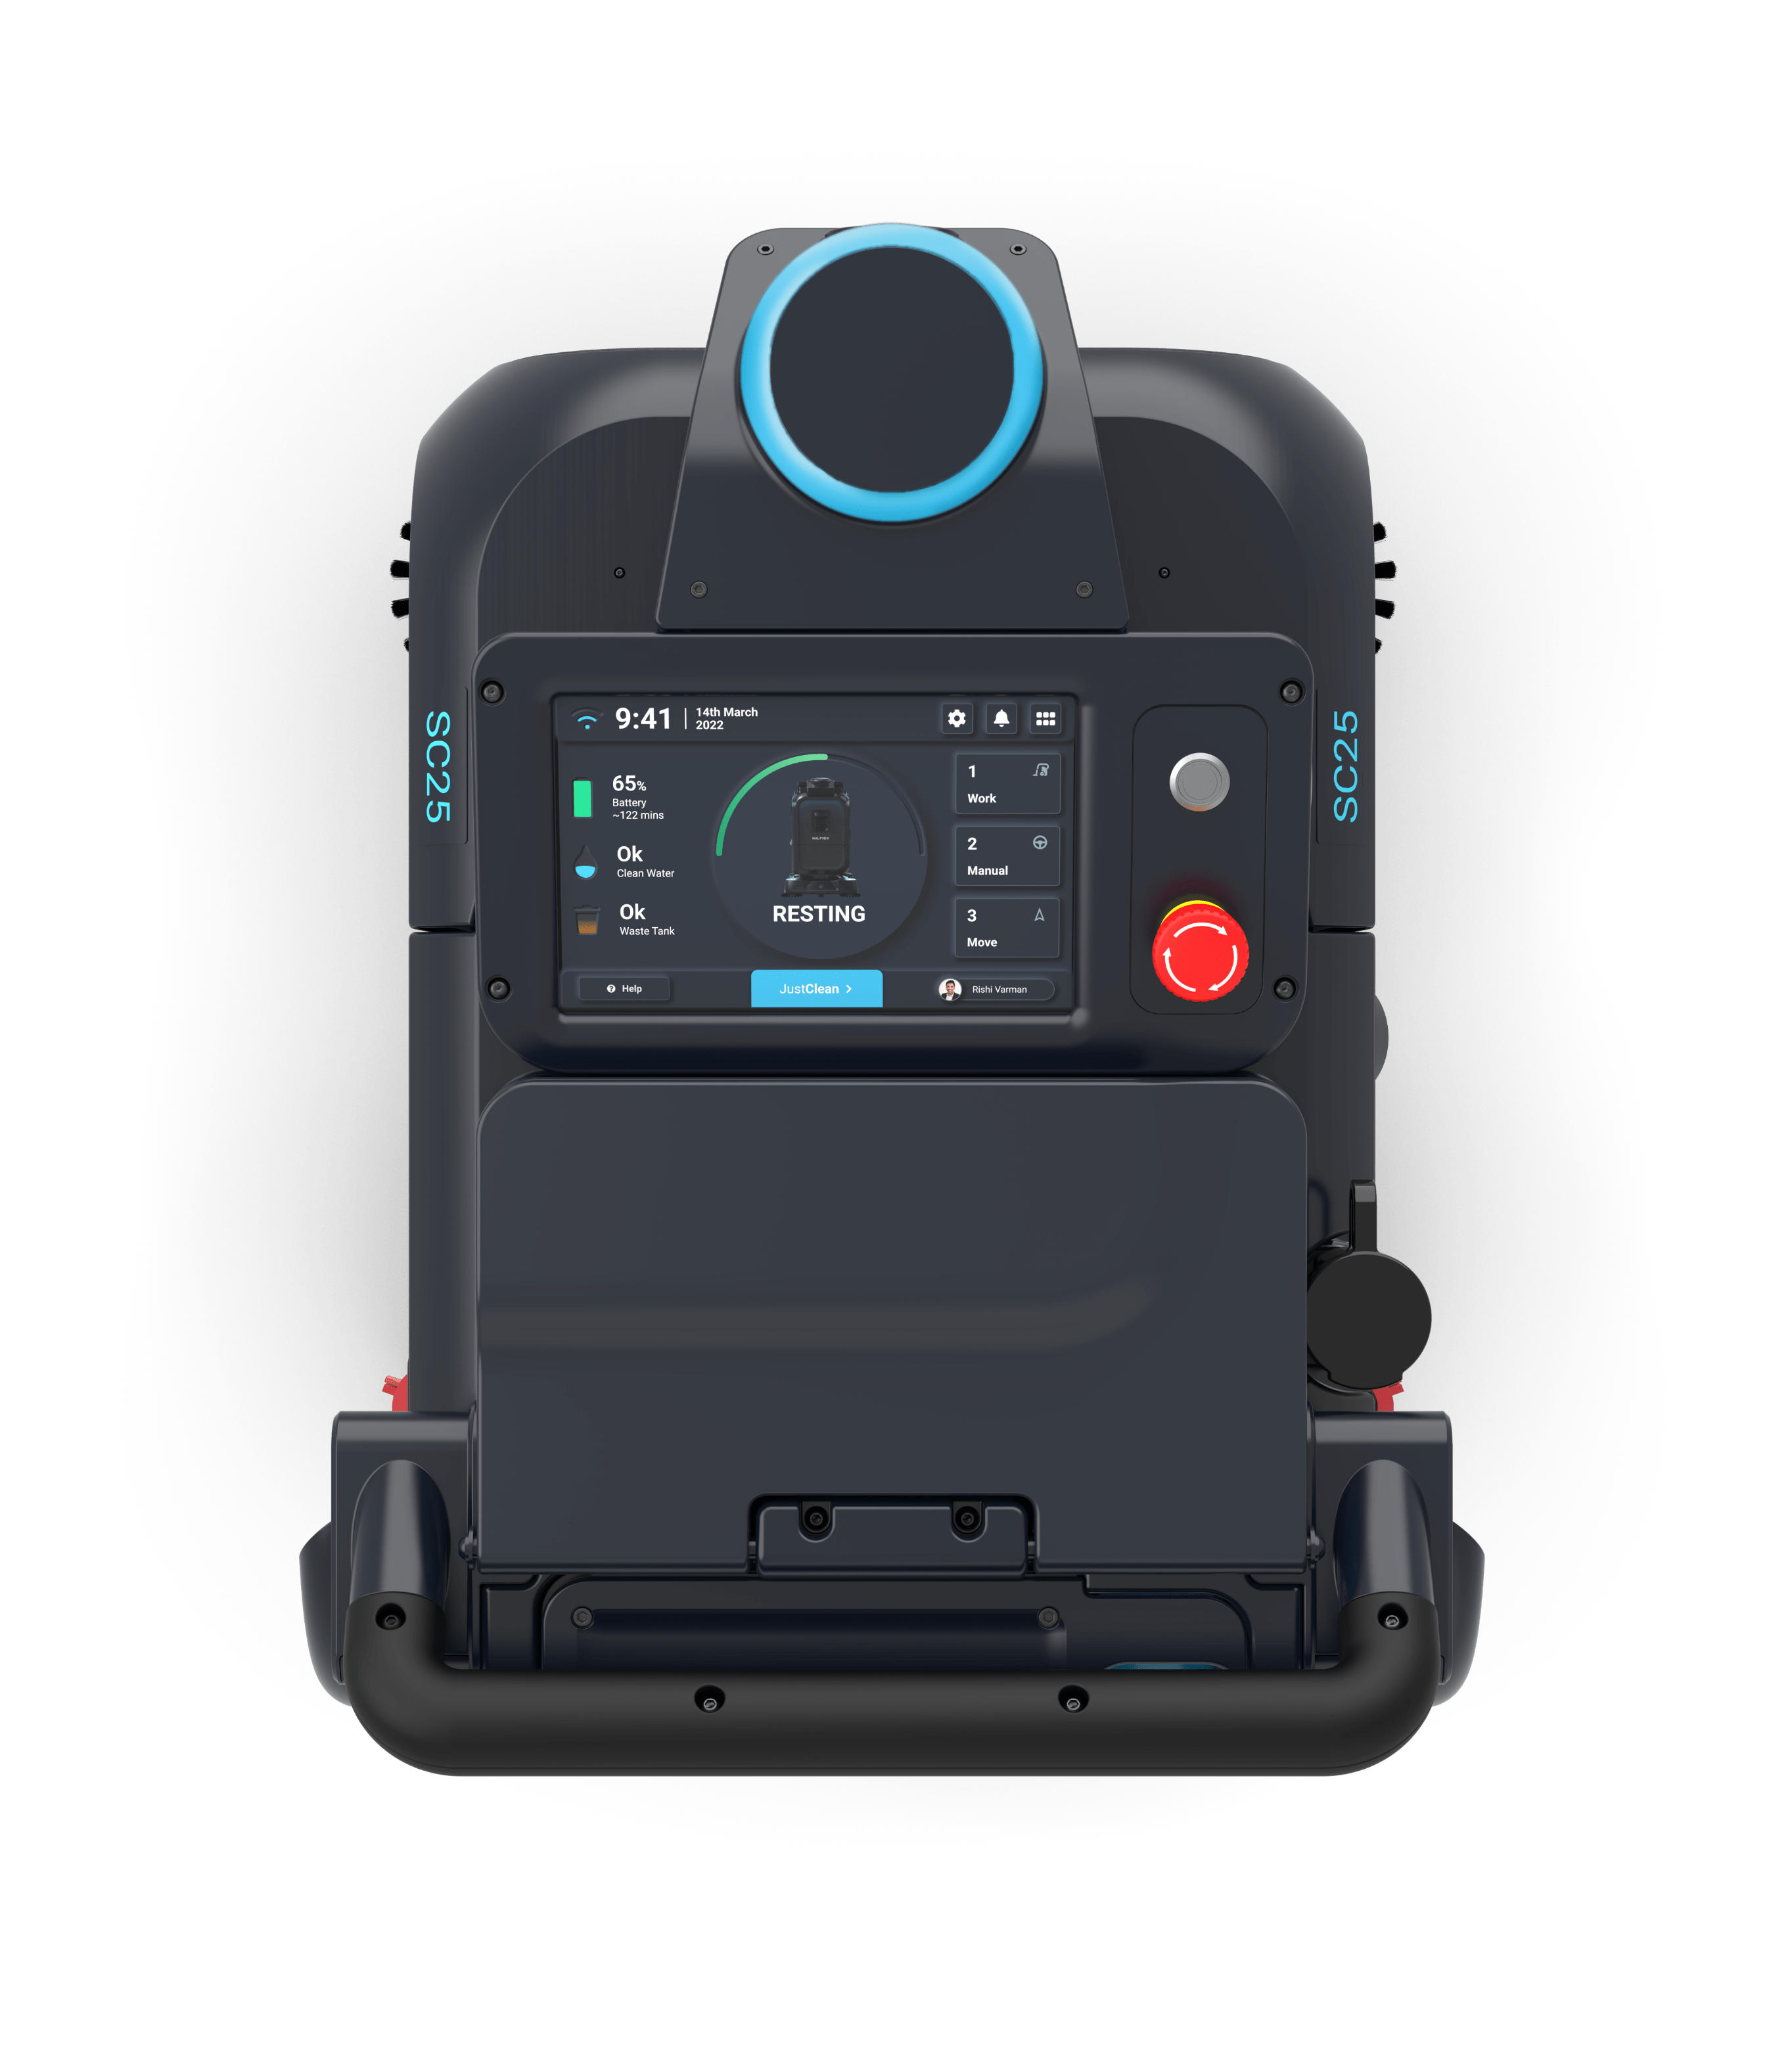 9:41
14th March
2022
65%
Battery
~122 mins
Ok
Clean Water
Ok
Waste Tank
RESTING
1
Work
2
Manual
3
Move
Help
JustClean
Rishi Varman
SC25
SC25